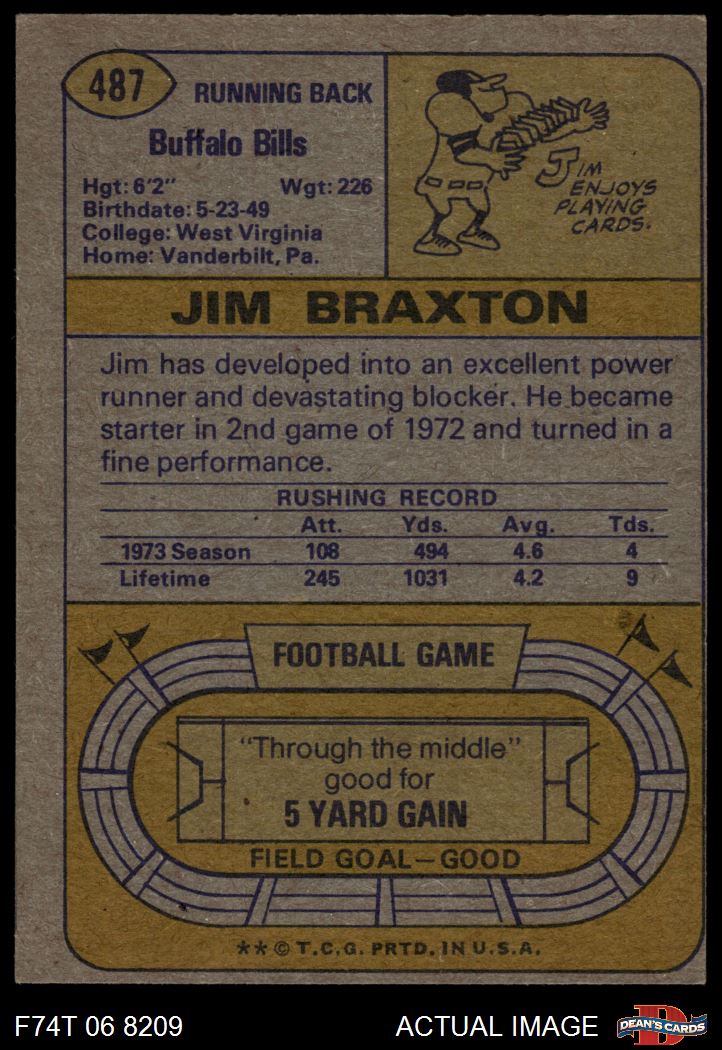 487
RUNNING BACK
Buffalo Bills
Hgt: 6'2" Wgt: 226
Birthdate: 5-23-49
College: West Virginia
Home: Vanderbilt, Pa.
JIM
ENJOYS
PLAYING
CARDS.
JIM BRAXTON
Jim has developed into an excellent power
runner and devastating blocker. He became
starter in 2nd game of 1972 and turned in a
fine performance.
RUSHING RECORD
Att. Yds. Avg. Tds.
1973 Season 108 494 4.6 4
Lifetime 245 1031 4.2 9
FOOTBALL GAME
"Through the middle"
good for
5 YARD GAIN
FIELD GOAL—GOOD
**© T.C.G. PRTD. IN U.S.A.
F74T 06 8209 ACTUAL IMAGE
D
DEAN'S CARDS